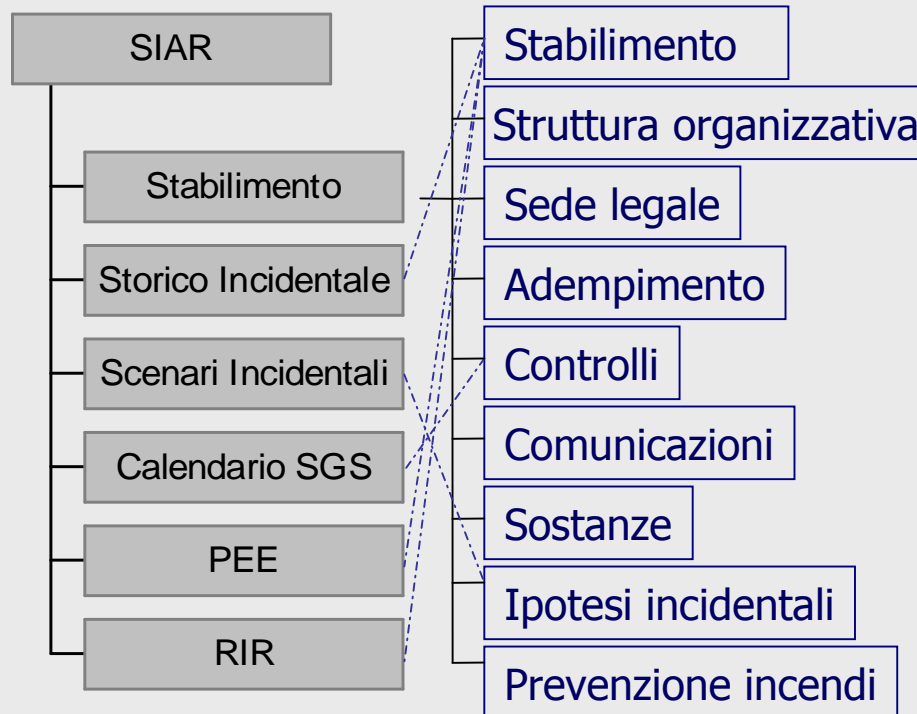 SIAR
Stabilimento
Storico Incidentale
Scenari Incidentali
Calendario SGS
PEE
RIR
Stabilimento
Struttura organizzativa
Sede legale
Adempimento
Controlli
Comunicazioni
Sostanze
Ipotesi incidentali
Prevenzione incendi